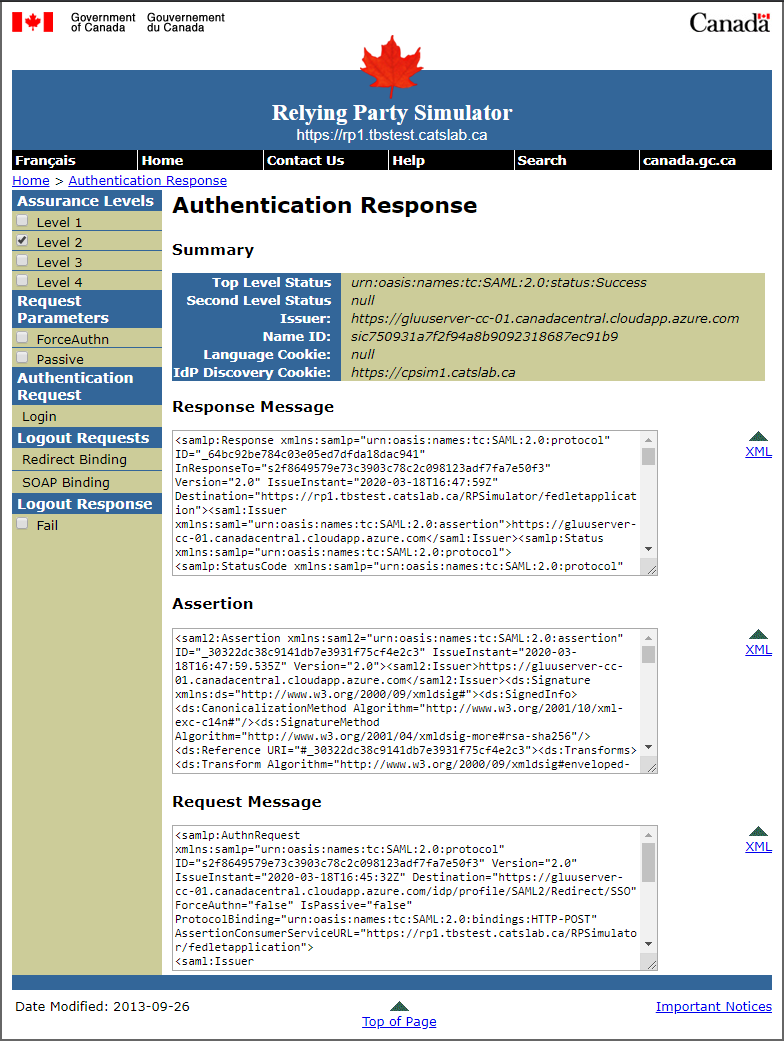 Government of Canada
Gouvernement du Canada
Canada
Relying Party Simulator
https://rp1.tbstest.catslab.ca
Français Home Contact Us Help Search canada.gc.ca
Home > Authentication Response
Assurance Levels
Level 1
Level 2
Level 3
Level 4
Request
Parameters
ForceAuthn
Passive
Authentication
Request
Login
Logout Requests
Redirect Binding
SOAP Binding
Logout Response
Fail
Authentication Response
Summary
Top Level Status urn:oasis:names:tc:SAML:2.0:status:Success
Second Level Status null
Issuer: https://gluuserver-cc-01.canadacentral.cloudapp.azure.com
Name ID: sic750931a7f2f94a8b9092318687ec91b9
Language Cookie: null
IdP Discovery Cookie: https://cpsim1.catslab.ca
Response Message
<samlp:Response xmlns:samlp="urn:oasis:names:tc:SAML:2.0:protocol"
ID="_64bc92be784c03e05ed7dfda18dac941"
InResponseTo="s2f8649579e73c3903c78c2c098123adf7fa7e50f3"
Version="2.0" IssueInstant="2020-03-18T16:47:59Z"
Destination="https://rp1.tbstest.catslab.ca/RPSimulator/fedletapplicat
ion"><saml:Issuer
xmlns:saml="urn:oasis:names:tc:SAML:2.0:assertion">https://gluuserver-
cc-01.canadacentral.cloudapp.azure.com</saml:Issuer><samlp:Status
xmlns:samlp="urn:oasis:names:tc:SAML:2.0:protocol">
<samlp:StatusCode xmlns:samlp="urn:oasis:names:tc:SAML:2.0:protocol"
XML
Assertion
<saml2:Assertion xmlns:saml2="urn:oasis:names:tc:SAML:2.0:assertion"
ID="_30322dc38c9141db7e3931f75cf4e2c3" IssueInstant="2020-03-
18T16:47:59.535Z" Version="2.0"><saml2:Issuer>https://gluuserver-cc-
01.canadacentral.cloudapp.azure.com</saml2:Issuer><ds:Signature
xmlns:ds="http://www.w3.org/2000/09/xmldsig#"><ds:SignedInfo>
<ds:CanonicalizationMethod Algorithm="http://www.w3.org/2001/10/xml-
exc-c14n#"/><ds:SignatureMethod
Algorithm="http://www.w3.org/2001/04/xmldsig-more#rsa-sha256"/>
<ds:Reference URI="#_30322dc38c9141db7e3931f75cf4e2c3"><ds:Transforms>
<ds:Transform Algorithm="http://www.w3.org/2000/09/xmldsig#enveloped-
XML
Request Message
<samlp:AuthnRequest
xmlns:samlp="urn:oasis:names:tc:SAML:2.0:protocol"
ID="s2f8649579e73c3903c78c2c098123adf7fa7e50f3" Version="2.0"
IssueInstant="2020-03-18T16:45:32Z" Destination="https://gluuserver-
cc-01.canadacentral.cloudapp.azure.com/idp/profile/SAML2/Redirect/SSO"
ForceAuthn="false" IsPassive="false"
ProtocolBinding="urn:oasis:names:tc:SAML:2.0:bindings:HTTP-POST"
AssertionConsumerServiceURL="https://rp1.tbstest.catslab.ca/RPSimulato
r/fedletapplication">
<saml:Issuer
XML
Date Modified: 2013-09-26
Top of Page
Important Notices